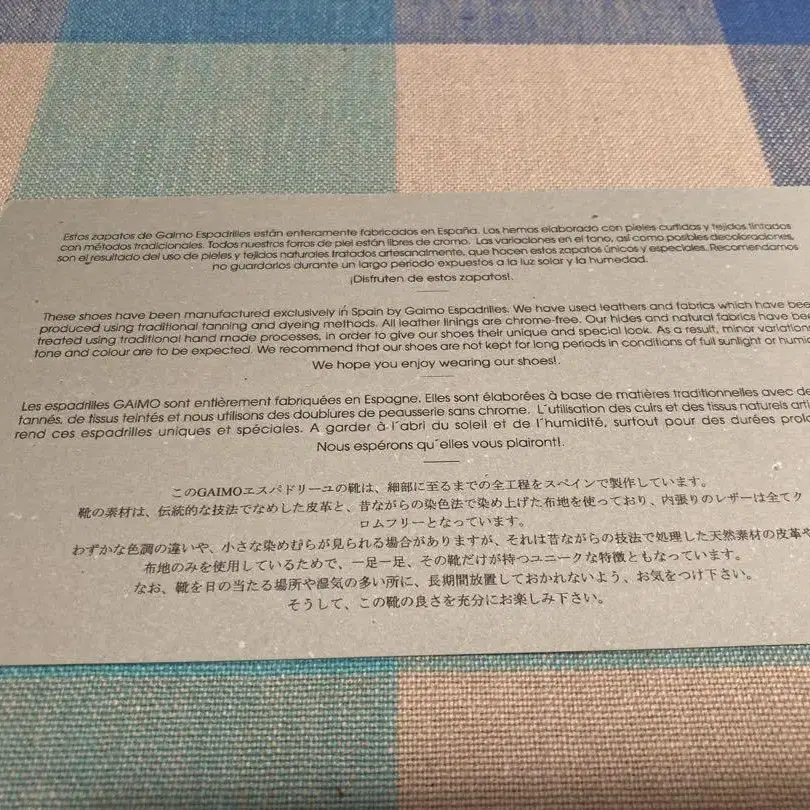 Estos zapatos de Gaimo Espadrilles están enteramente fabricados en España. Los hemos elaborado con pieles curtidas y tejidos tintados
con métodos tradicionales. Todos nuestros forros de piel están libres de cromo. Las variaciones en el tono, así como posibles decoloraciones,
son el resultado del uso de pieles y tejidos naturales tratados artesanalmente, que hacen estos zapatos únicos y especiales. Recomendamos
no guardarlos durante un largo período expuestos a la luz solar y la humedad.
¡Disfruten de estos zapatos!.
These shoes have been manufactured exclusively in Spain by Gaimo Espadrilles. We have used leathers and fabrics which have bee
produced using traditional tanning and dyeing methods. All leather linings are chrome-free. Our hides and natural fabrics have bee
treated using traditional hand made processes, in order to give our shoes their unique and special look. As a result, minor variation
tone and colour are to be expected. We recommend that our shoes are not kept for long periods in conditions of full sunlight or humid
We hope you enjoy wearing our shoes!.
Les espadrilles GAIMO sont entièrement fabriquées en Espagne. Elles sont élaborées à base de matières traditionnelles avec de
tannés, de tissus teintés et nous utilisons des doublures de peausserie sans chrome. L´utilisation des cuirs et des tissus naturels arti
rend ces espadrilles uniques et spéciales. A garder à l´abri du soleil et de l´humidité, surtout pour des durées prol
Nous espérons qu´elles vous plairont!.
このGAIMOエスパドリーユの靴は、細部に至るまでの全工程をスペインで製作しています。
靴の素材は、伝統的な技法でなめした皮革と、昔ながらの染色法で染め上げた布地を使っており、内張りのレザーは全てク
ロムフリーとなっています。
わずかな色調の違いや、小さな染めむらが見られる場合がありますが、それは昔ながらの技法で処理した天然素材の皮革や
布地のみを使用しているためで、一足一足、その靴だけが持つユニークな特徴ともなっています。
なお、靴を日の当たる場所や湿気の多い所に、長期間放置しておかれないよう、お気をつけ下さい。
そうして、この靴の良さを充分にお楽しみ下さい。